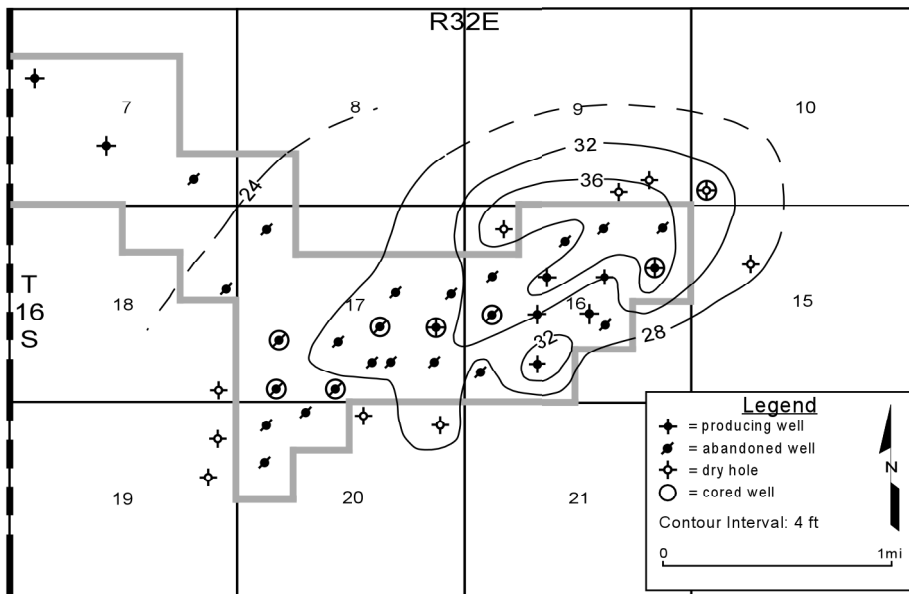 R32E
7 8 9 10
32
36
24
T
16
S
18 17 16 15
32
28
19 20 21
Legend
= producing well
= abandoned well
= dry hole
= cored well
N
Contour Interval: 4 ft
0 1mi